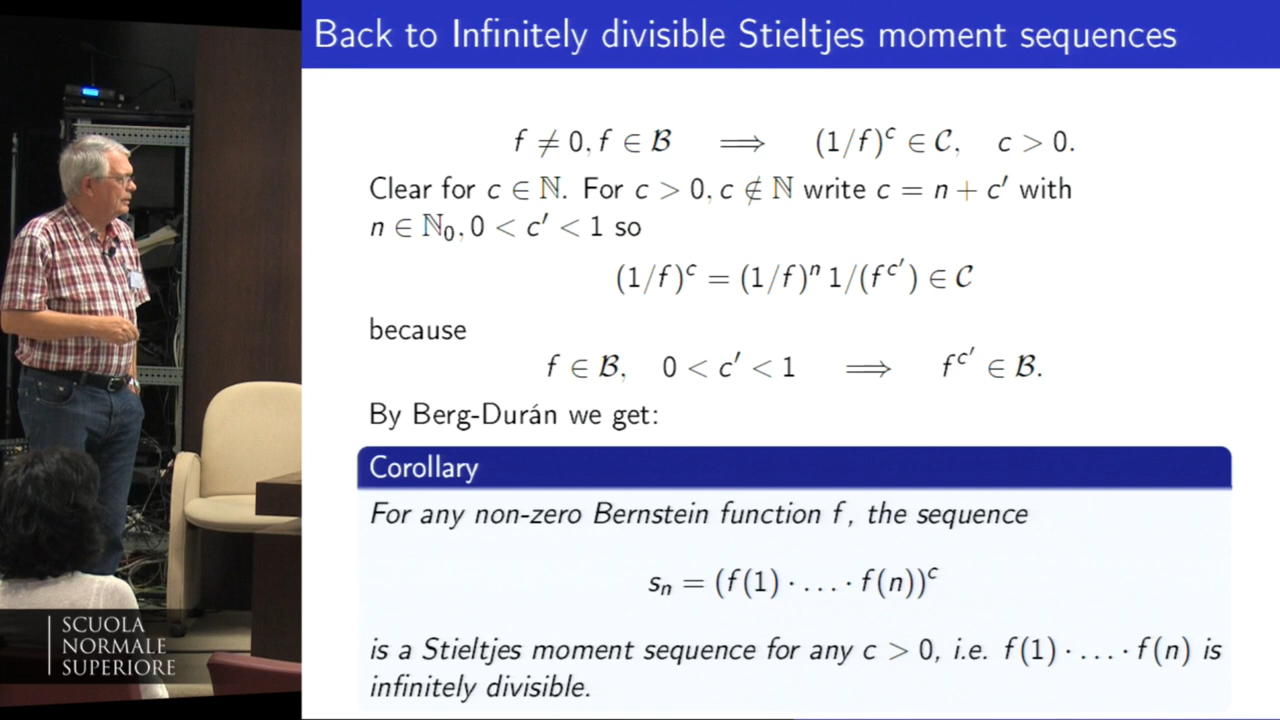 Back to Infinitely divisible Stieltjes moment sequences
f ≠ 0, f ∈ ℬ ⟹ (1/f)^c ∈ 𝒞, c > 0.
Clear for c ∈ ℕ. For c > 0, c ∉ ℕ write c = n + c′ with
n ∈ ℕ₀, 0 < c′ < 1 so
(1/f)^c = (1/f)^n 1/(f^{c′}) ∈ 𝒞
because
f ∈ ℬ, 0 < c′ < 1 ⟹ f^{c′} ∈ ℬ.
By Berg-Durán we get:
Corollary
For any non-zero Bernstein function f, the sequence
s_n = (f(1) · … · f(n))^c
is a Stieltjes moment sequence for any c > 0, i.e. f(1) · … · f(n) is
infinitely divisible.
SCUOLA
NORMALE
SUPERIORE